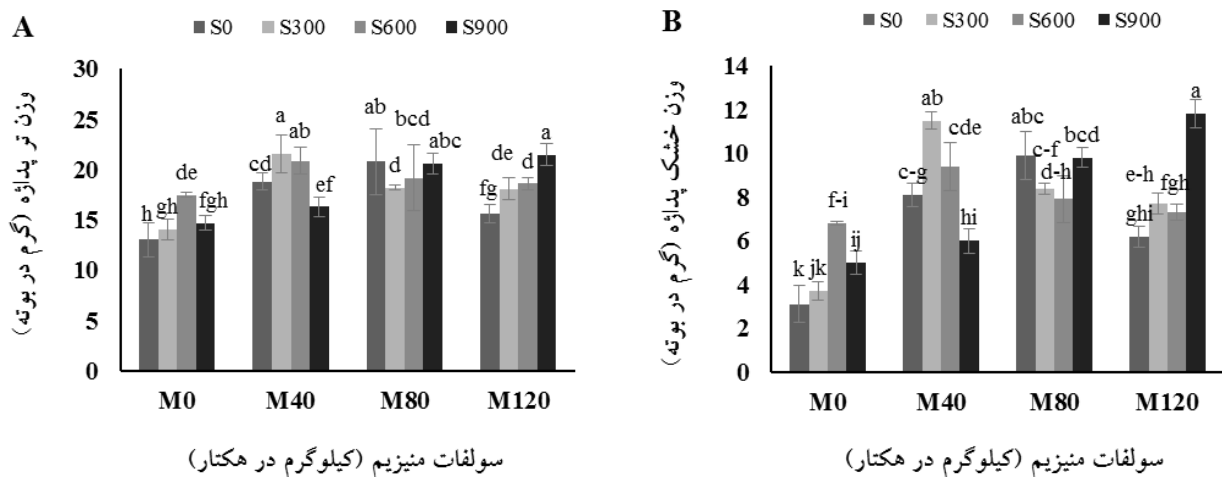 A
S0 S300 S600 S900
وزن تر پداژه (گرم در بوته)
30
25
20
15
10
5
0
h gh de fgh
cd a ab ef
ab d bcd abc
fg de d a
M0 M40 M80 M120
سولفات منیزیم (کیلوگرم در هکتار)
B
S0 S300 S600 S900
وزن خشک پداژه (گرم در بوته)
14
12
10
8
6
4
2
0
k jk f-i ij
c-g ab cde hi
abc c-f d-h bcd
ghi e-h fgh a
M0 M40 M80 M120
سولفات منیزیم (کیلوگرم در هکتار)